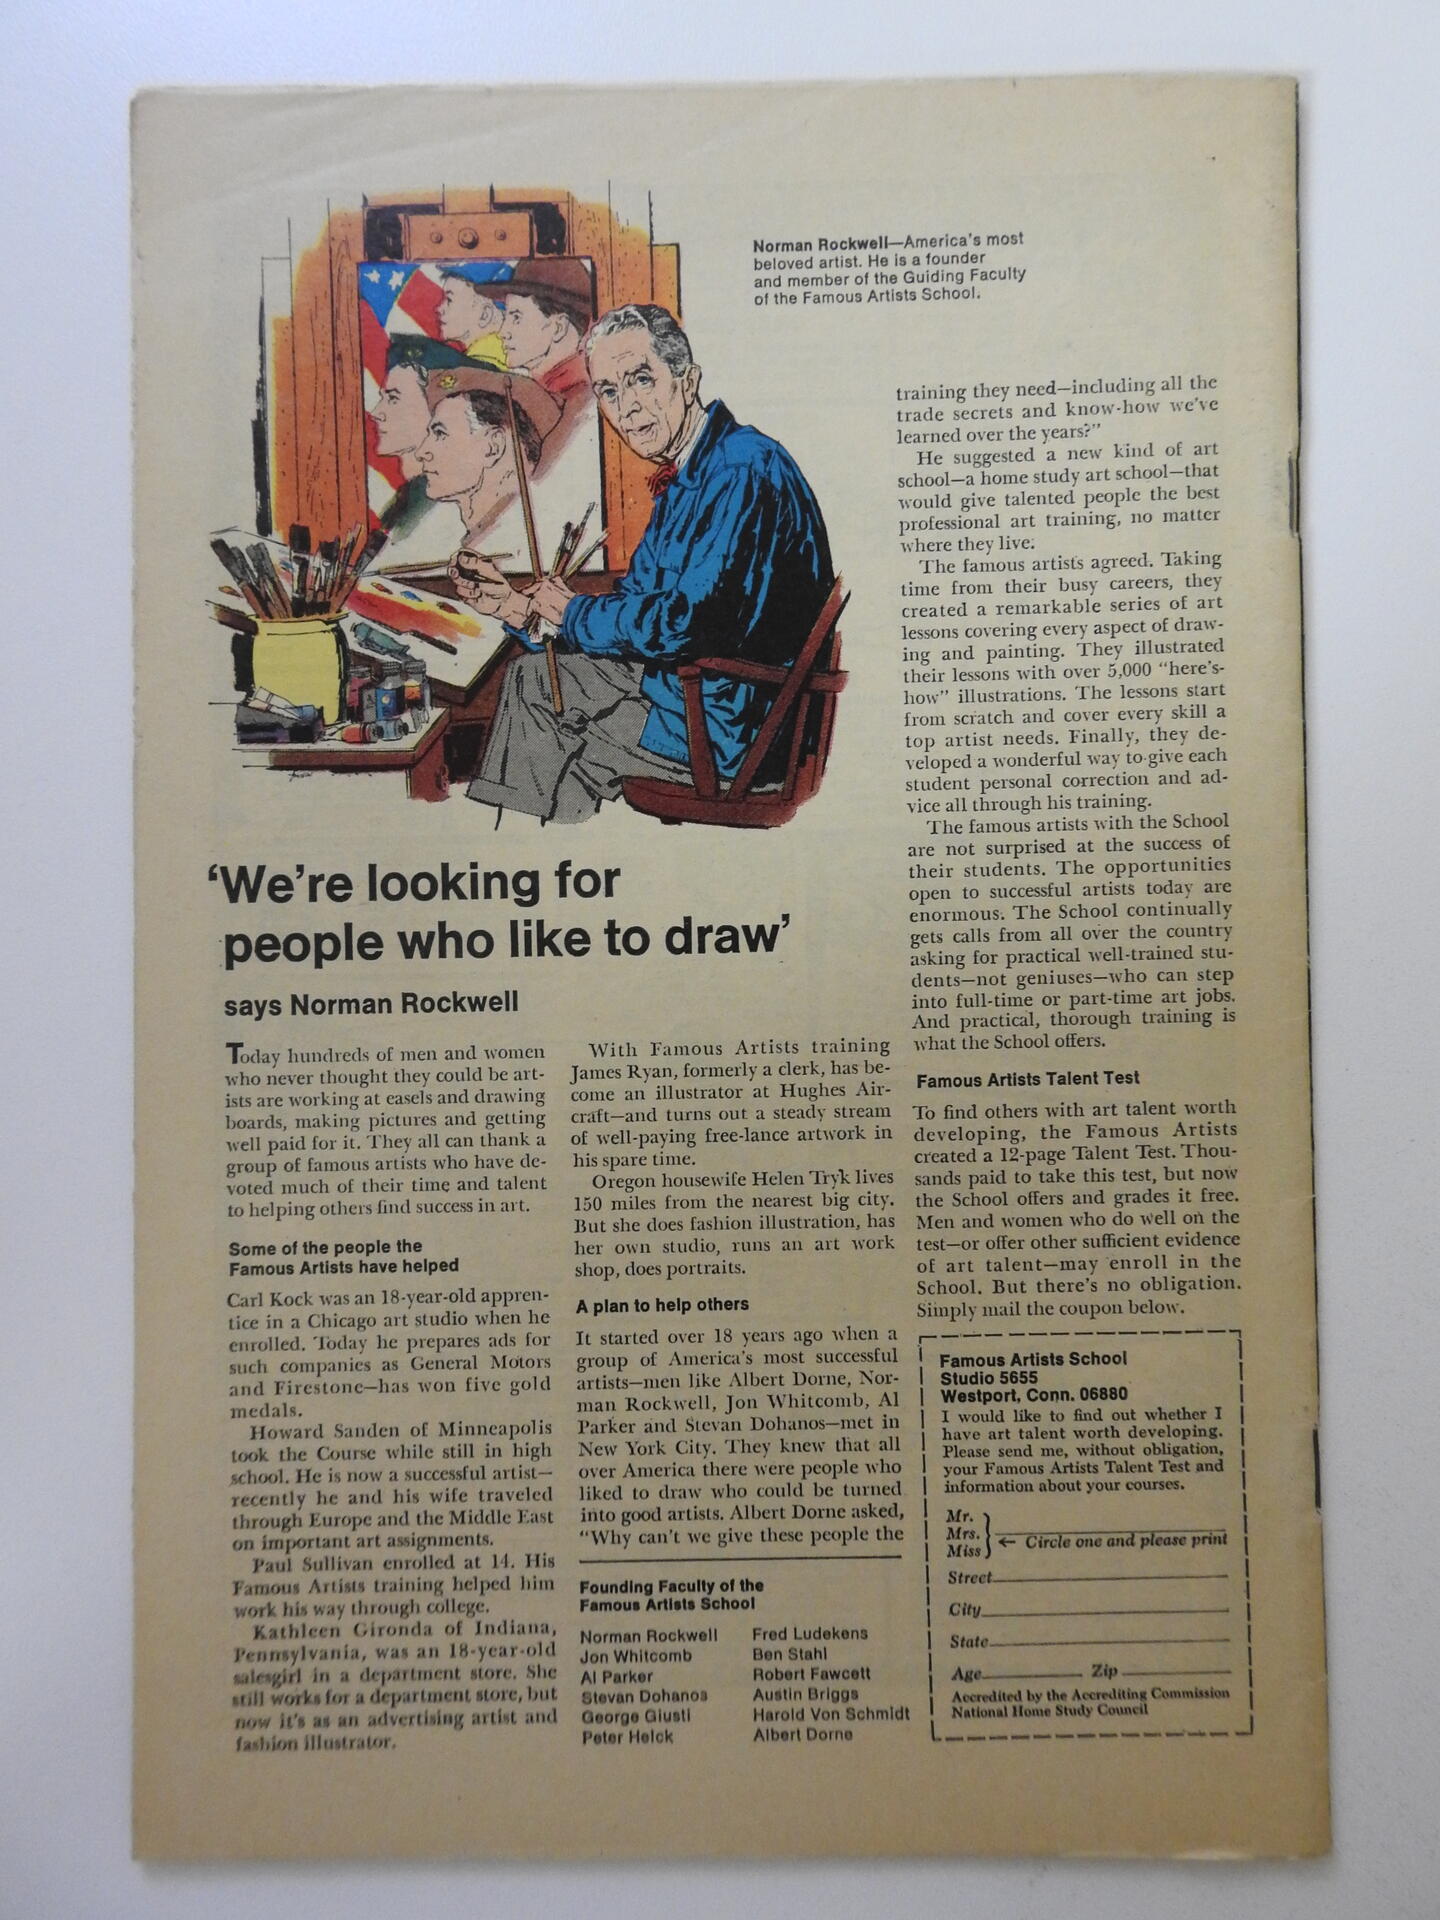 Norman Rockwell—America's most
beloved artist. He is a founder
and member of the Guiding Faculty
of the Famous Artists School.
'We're looking for
people who like to draw'
says Norman Rockwell
Today hundreds of men and women
who never thought they could be art-
ists are working at easels and drawing
boards, making pictures and getting
well paid for it. They all can thank a
group of famous artists who have de-
voted much of their time and talent
to helping others find success in art.
Some of the people the
Famous Artists have helped
Carl Kock was an 18-year-old appren-
tice in a Chicago art studio when he
enrolled. Today he prepares ads for
such companies as General Motors
and Firestone—has won five gold
medals.
Howard Sanden of Minneapolis
took the Course while still in high
school. He is now a successful artist—
recently he and his wife traveled
through Europe and the Middle East
on important art assignments.
Paul Sullivan enrolled at 14. His
Famous Artists training helped him
work his way through college.
Kathleen Gironda of Indiana,
Pennsylvania, was an 18-year-old
salesgirl in a department store. She
still works for a department store, but
now it's as an advertising artist and
fashion illustrator.
With Famous Artists training
James Ryan, formerly a clerk, has be-
come an illustrator at Hughes Air-
craft—and turns out a steady stream
of well-paying free-lance artwork in
his spare time.
Oregon housewife Helen Tryk lives
150 miles from the nearest big city.
But she does fashion illustration, has
her own studio, runs an art work
shop, does portraits.
A plan to help others
It started over 18 years ago when a
group of America's most successful
artists—men like Albert Dorne, Nor-
man Rockwell, Jon Whitcomb, Al
Parker and Stevan Dohanos—met in
New York City. They knew that all
over America there were people who
liked to draw who could be turned
into good artists. Albert Dorne asked,
"Why can't we give these people the
Founding Faculty of the
Famous Artists School
Norman Rockwell
Jon Whitcomb
Al Parker
Stevan Dohanos
George Giusti
Peter Helck
Fred Ludekens
Ben Stahl
Robert Fawcett
Austin Briggs
Harold Von Schmidt
Albert Dorne
training they need—including all the
trade secrets and know-how we've
learned over the years?"
He suggested a new kind of art
school—a home study art school—that
would give talented people the best
professional art training, no matter
where they live.
The famous artists agreed. Taking
time from their busy careers, they
created a remarkable series of art
lessons covering every aspect of draw-
ing and painting. They illustrated
their lessons with over 5,000 "here's-
how" illustrations. The lessons start
from scratch and cover every skill a
top artist needs. Finally, they de-
veloped a wonderful way to give each
student personal correction and ad-
vice all through his training.
The famous artists with the School
are not surprised at the success of
their students. The opportunities
open to successful artists today are
enormous. The School continually
gets calls from all over the country
asking for practical well-trained stu-
dents—not geniuses—who can step
into full-time or part-time art jobs.
And practical, thorough training is
what the School offers.
Famous Artists Talent Test
To find others with art talent worth
developing, the Famous Artists
created a 12-page Talent Test. Thou-
sands paid to take this test, but now
the School offers and grades it free.
Men and women who do well on the
test—or offer other sufficient evidence
of art talent—may enroll in the
School. But there's no obligation.
Simply mail the coupon below.
Famous Artists School
Studio 5655
Westport, Conn. 06880
I would like to find out whether I
have art talent worth developing.
Please send me, without obligation,
your Famous Artists Talent Test and
information about your courses.
Mr.
Mrs.
Miss
← Circle one and please print
Street
City
State
Age Zip
Accredited by the Accrediting Commission
National Home Study Council